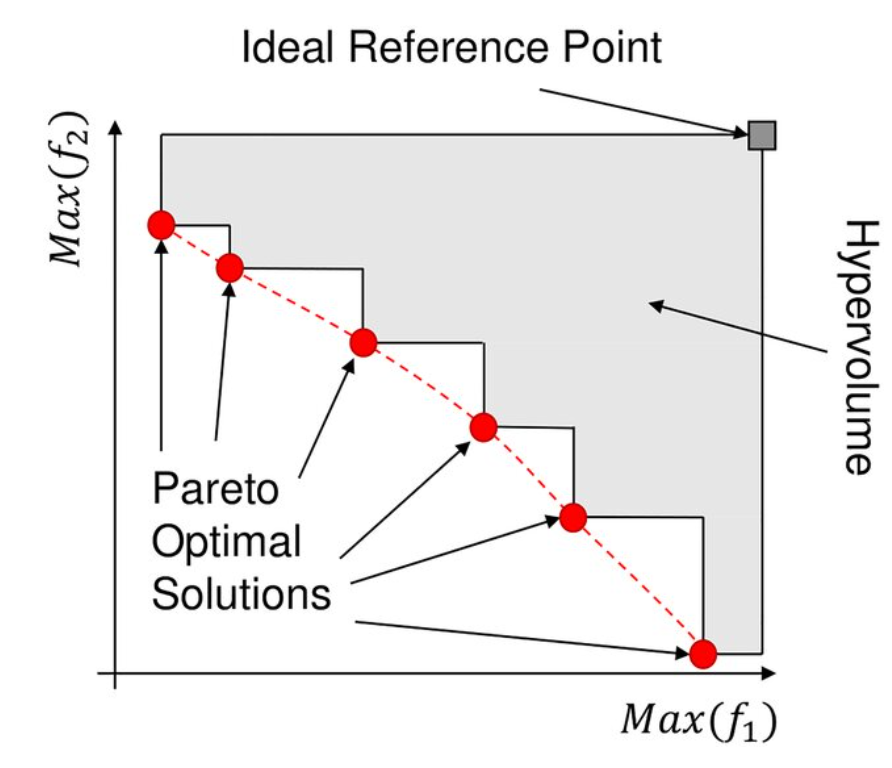 Ideal Reference Point
Max(f₂)
Hypervolume
Pareto
Optimal
Solutions
Max(f₁)